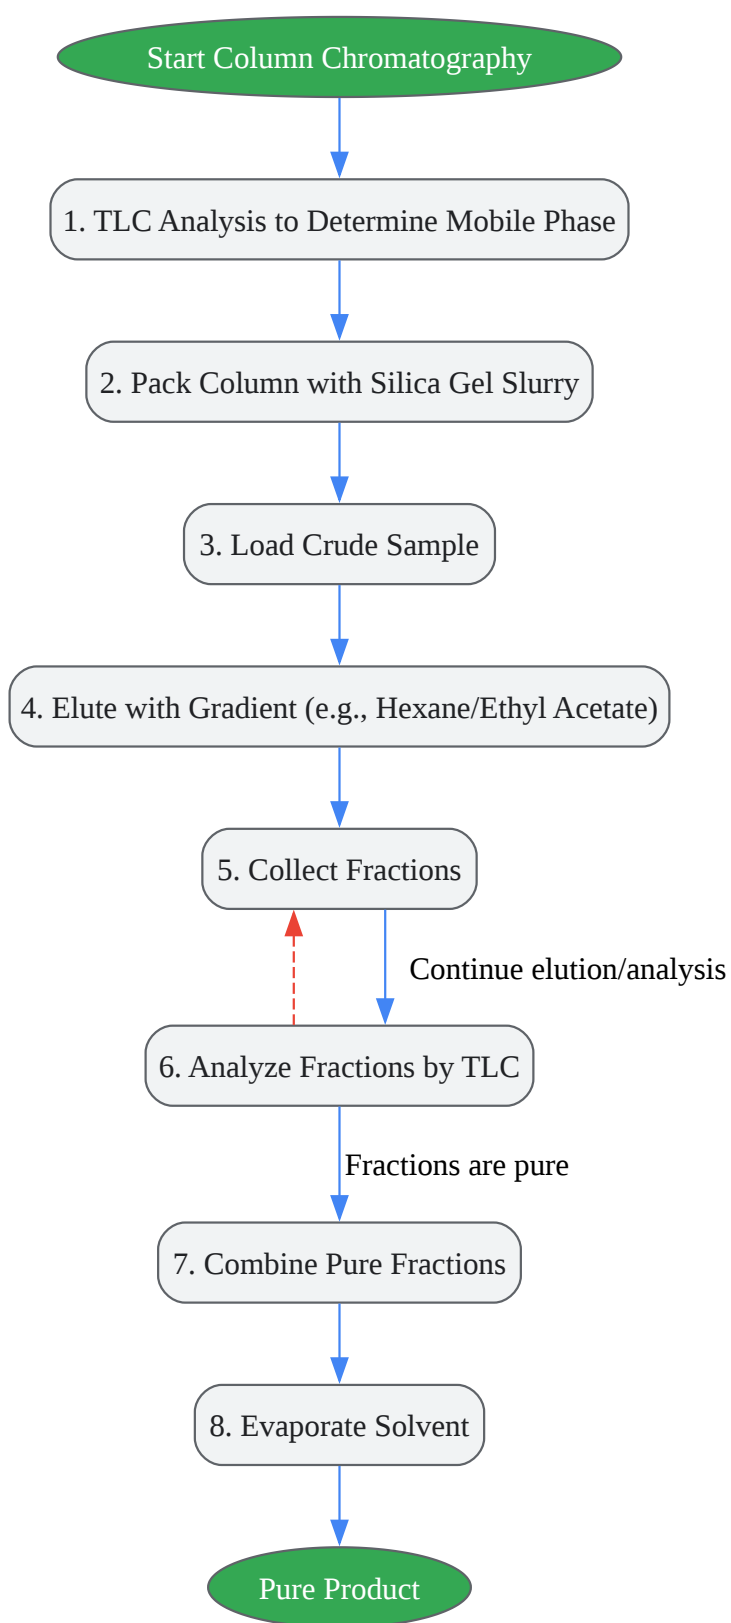 Start Column Chromatography
1. TLC Analysis to Determine Mobile Phase
2. Pack Column with Silica Gel Slurry
3. Load Crude Sample
4. Elute with Gradient (e.g., Hexane/Ethyl Acetate)
5. Collect Fractions
Continue elution/analysis
6. Analyze Fractions by TLC
Fractions are pure
7. Combine Pure Fractions
8. Evaporate Solvent
Pure Product